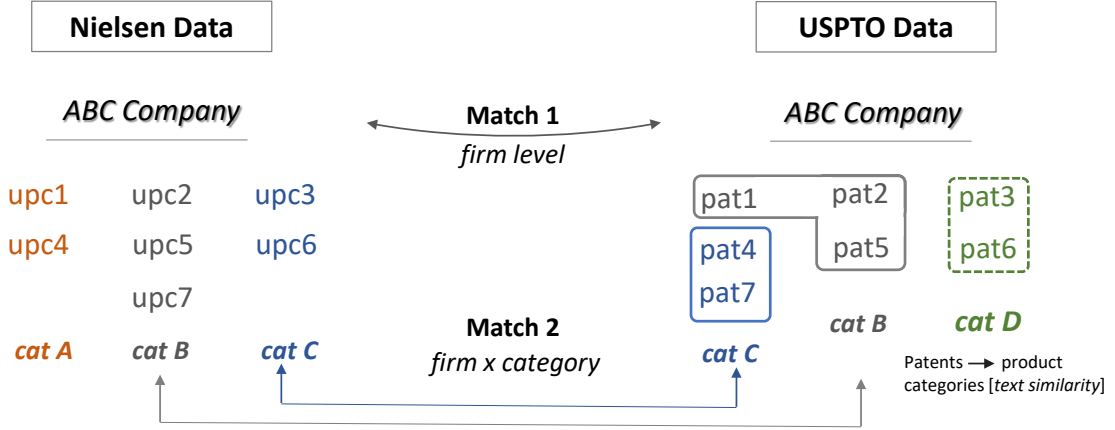 Nielsen Data
USPTO Data
ABC Company
Match 1
firm level
ABC Company
upc1 upc2 upc3
upc4 upc5 upc6
upc7
cat A cat B cat C
pat1 pat2 pat3
pat4 pat5 pat6
pat7
cat B cat D
cat C
Match 2
firm x category
Patents → product
categories [text similarity]